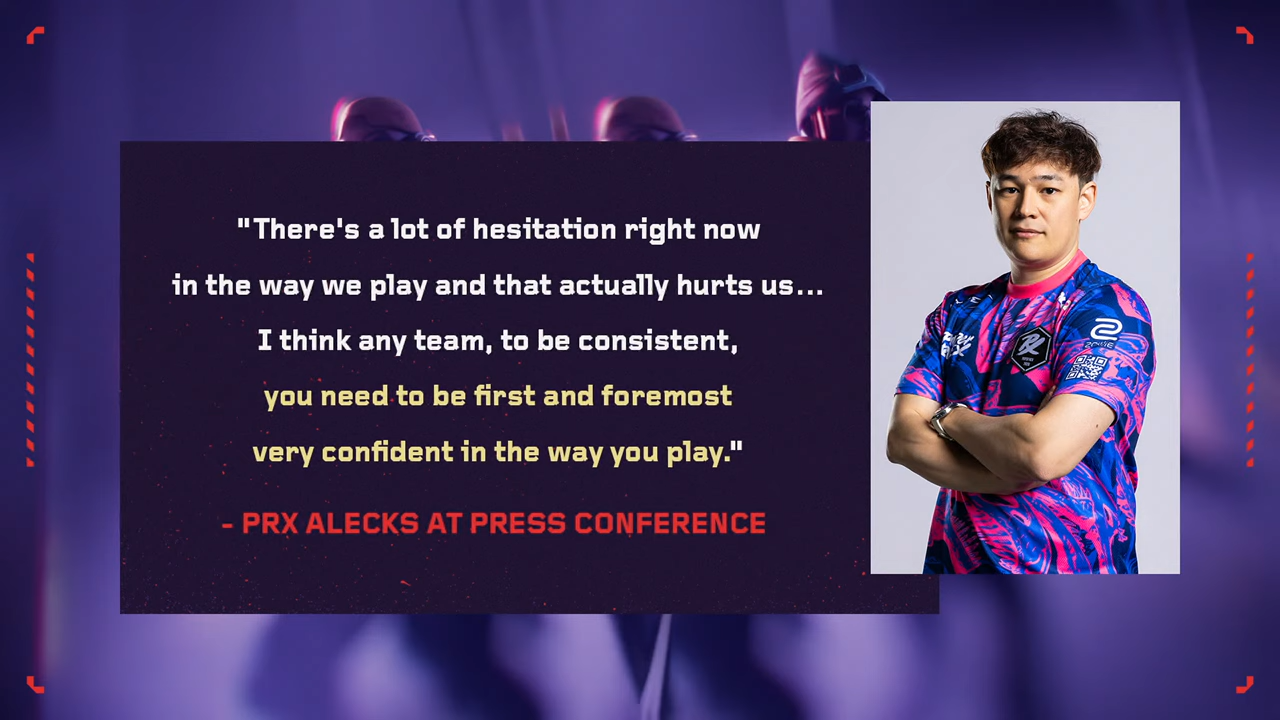 "There's a lot of hesitation right now
in the way we play and that actually hurts us...
I think any team, to be consistent,
you need to be first and foremost
very confident in the way you play."
- PRX ALECKS AT PRESS CONFERENCE